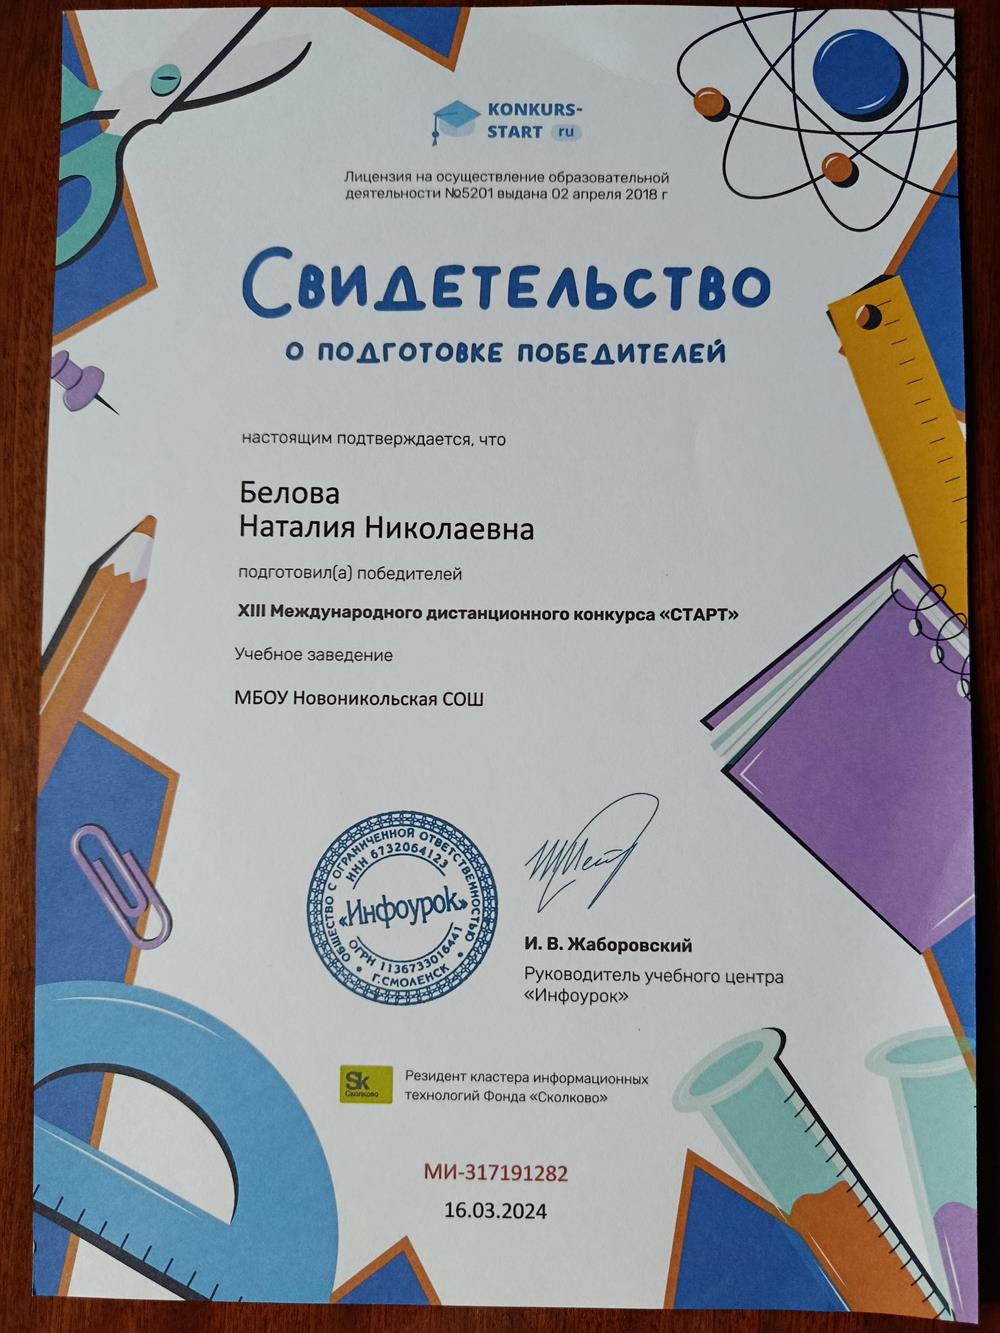 KONKURS-
START ru
Лицензия на осуществление образовательной
деятельности №5201 выдана 02 апреля 2018 г
Свидетельство
о подготовке победителей
настоящим подтверждается, что
Белова
Наталия Николаевна
подготовил(а) победителей
XIII Международного дистанционного конкурса «СТАРТ»
Учебное заведение
МБОУ Новоникольская СОШ
ОБЩЕСТВО С ОГРАНИЧЕННОЙ ОТВЕТСТВЕННОСТЬЮ
ИНН 6732064123
«Инфоурок»
ОГРН 1136733016441
Г.СМОЛЕНСК
И. В. Жаборовский
Руководитель учебного центра
«Инфоурок»
Sk
Сколково
Резидент кластера информационных
технологий Фонда «Сколково»
МИ-317191282
16.03.2024